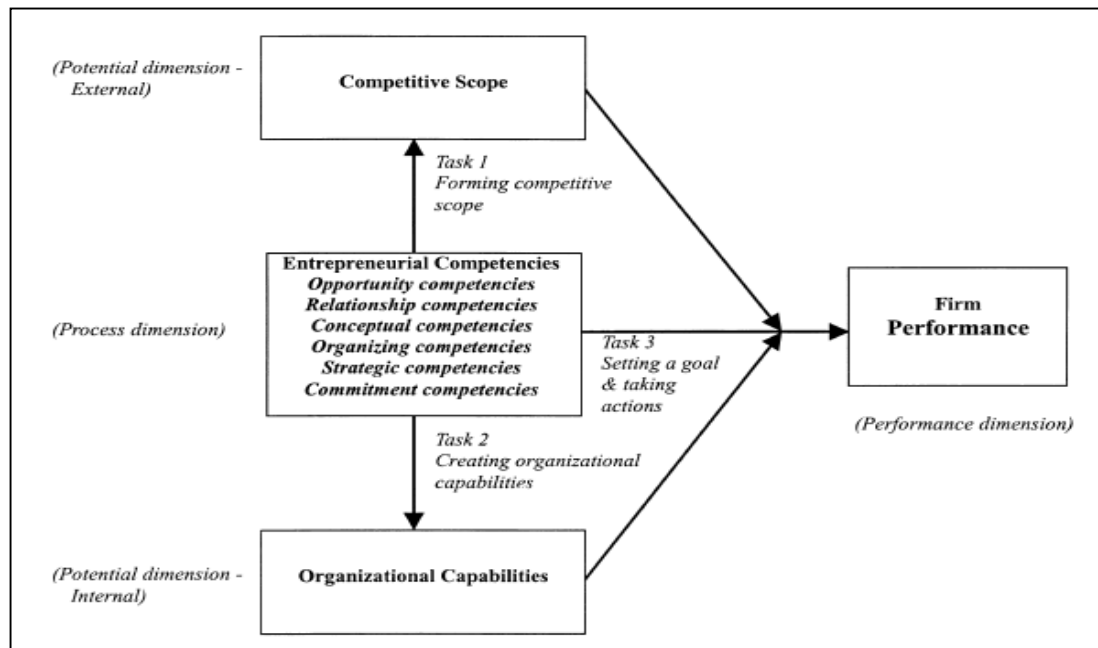 (Potential dimension -
External)
Competitive Scope
Task 1
Forming competitive
scope
Entrepreneurial Competencies
Opportunity competencies
Relationship competencies
Conceptual competencies
Organizing competencies
Strategic competencies
Commitment competencies
(Process dimension)
Task 3
Setting a goal
& taking
actions
Firm
Performance
(Performance dimension)
Task 2
Creating organizational
capabilities
(Potential dimension -
Internal)
Organizational Capabilities